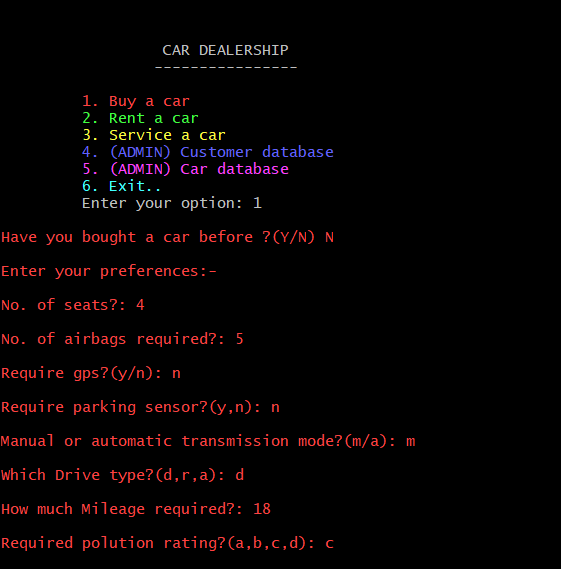 CAR DEALERSHIP
----------------
1. Buy a car
2. Rent a car
3. Service a car
4. (ADMIN) Customer database
5. (ADMIN) Car database
6. Exit..
Enter your option: 1
Have you bought a car before ?(Y/N) N
Enter your preferences:-
No. of seats?: 4
No. of airbags required?: 5
Require gps?(y/n): n
Require parking sensor?(y,n): n
Manual or automatic transmission mode?(m/a): m
Which Drive type?(d,r,a): d
How much Mileage required?: 18
Required polution rating?(a,b,c,d): c